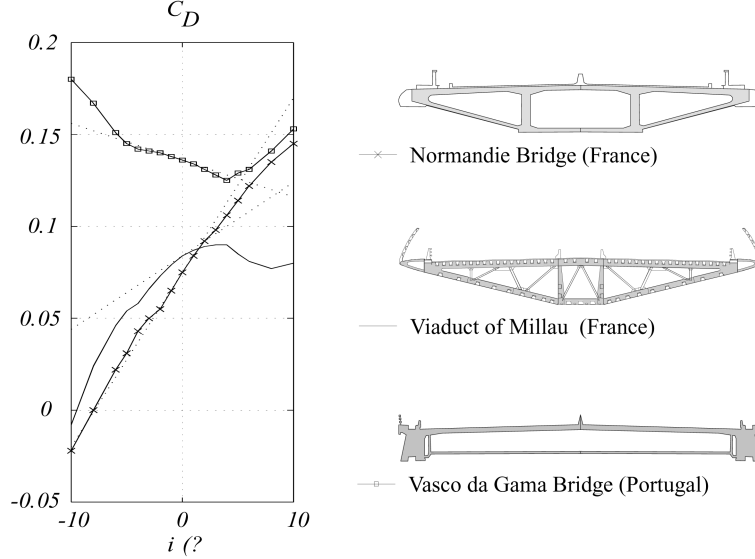 C_D
0.2
0.15
0.1
0.05
0
-0.05
-10 0 10
i (?
Normandie Bridge (France)
Viaduct of Millau (France)
Vasco da Gama Bridge (Portugal)